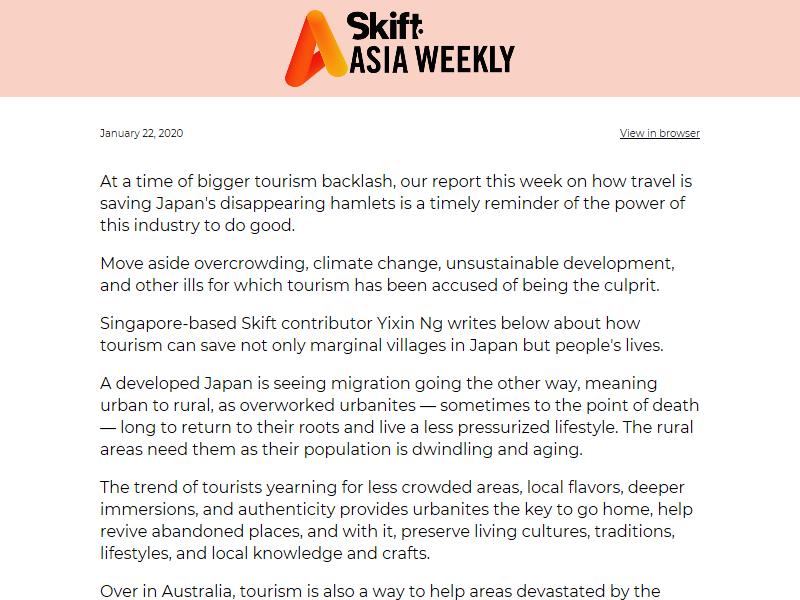 Skift
ASIA WEEKLY
January 22, 2020
View in browser
At a time of bigger tourism backlash, our report this week on how travel is
saving Japan's disappearing hamlets is a timely reminder of the power of
this industry to do good.
Move aside overcrowding, climate change, unsustainable development,
and other ills for which tourism has been accused of being the culprit.
Singapore-based Skift contributor Yixin Ng writes below about how
tourism can save not only marginal villages in Japan but people's lives.
A developed Japan is seeing migration going the other way, meaning
urban to rural, as overworked urbanites — sometimes to the point of death
— long to return to their roots and live a less pressurized lifestyle. The rural
areas need them as their population is dwindling and aging.
The trend of tourists yearning for less crowded areas, local flavors, deeper
immersions, and authenticity provides urbanites the key to go home, help
revive abandoned places, and with it, preserve living cultures, traditions,
lifestyles, and local knowledge and crafts.
Over in Australia, tourism is also a way to help areas devastated by the